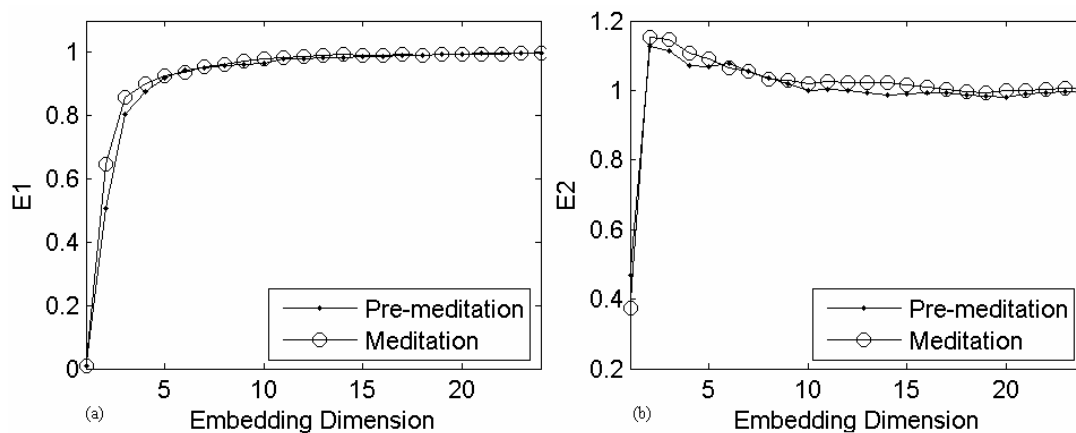 1
0.8
0.6
0.4
0.2
0
E1
Pre-meditation
Meditation
5
10
15
20
(a)
Embedding Dimension
1.2
1
0.8
0.6
0.4
0.2
E2
Pre-meditation
Meditation
5
10
15
20
(b)
Embedding Dimension